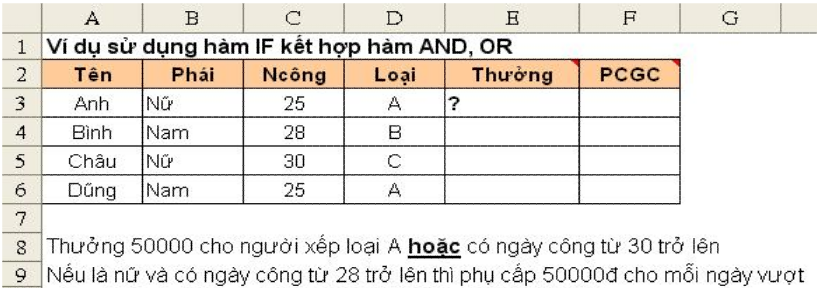 A B C D E F G
1 Ví dụ sử dụng hàm IF kết hợp hàm AND, OR
2 Tên Phái Ncông Loại Thưởng PCGC
3 Anh Nữ 25 A ?
4 Bình Nam 28 B
5 Châu Nữ 30 C
6 Dũng Nam 25 A
7
8 Thưởng 50000 cho người xếp loại A hoặc có ngày công từ 30 trở lên
9 Nếu là nữ và có ngày công từ 28 trở lên thì phụ cấp 50000đ cho mỗi ngày vượt